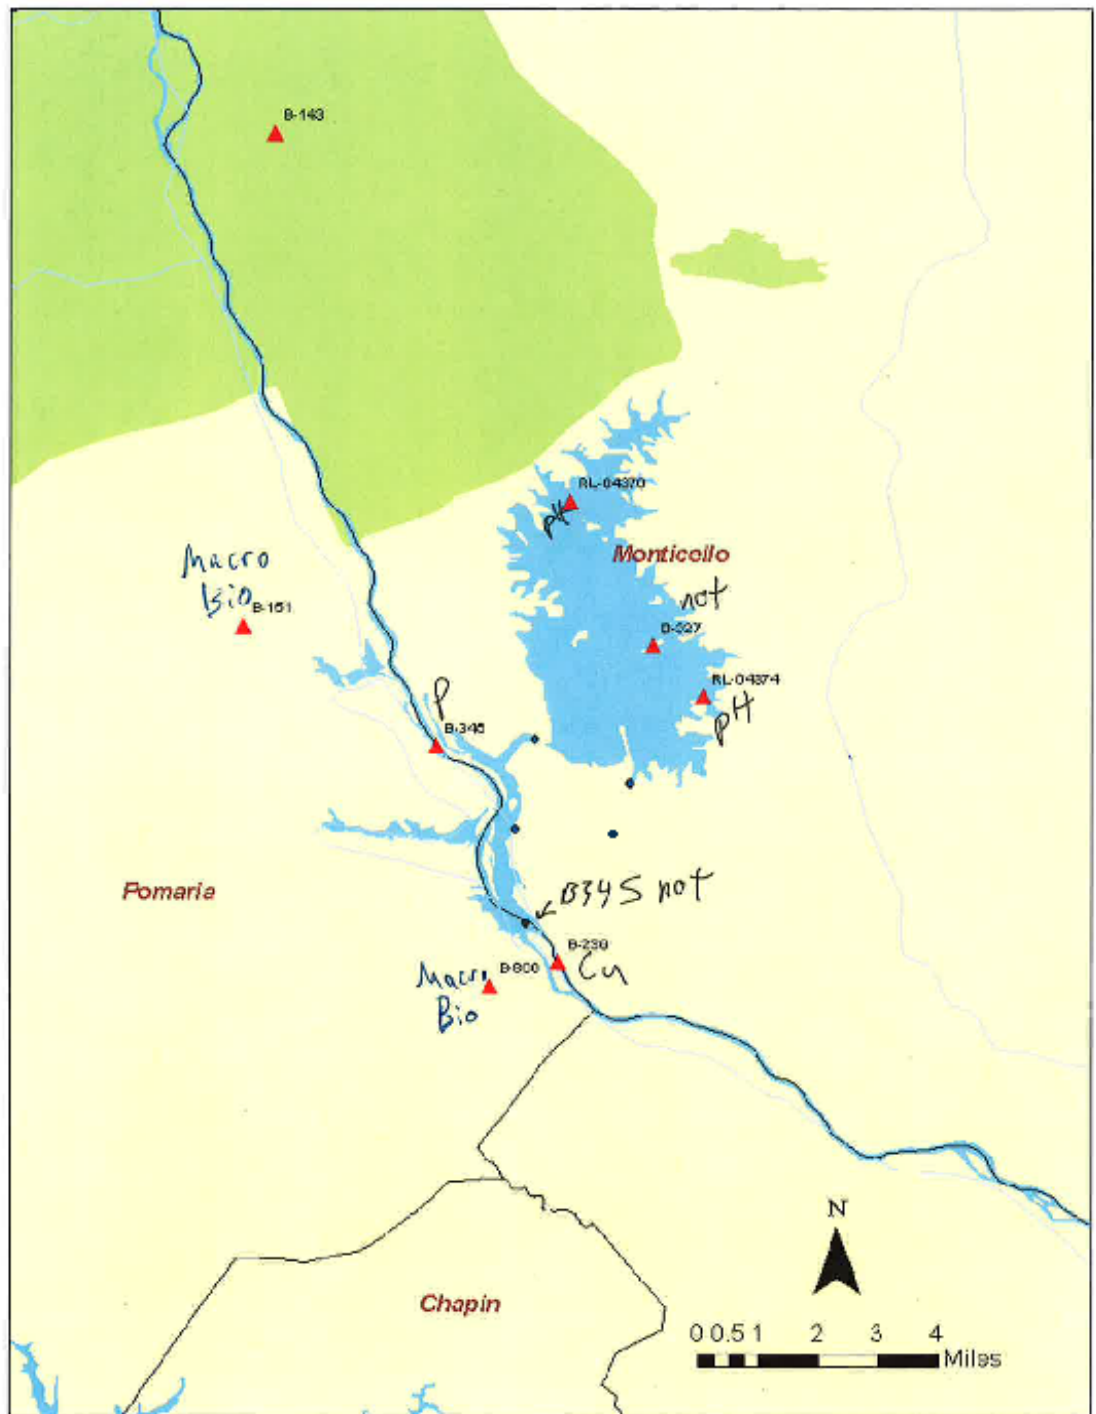 B-143
RL-04370
pH
Monticello
Macro
Bio
B-151
not
B-327
RL-04374
pH
P
B-345
Pomaria
B345 not
B-236
Cu
B-800
Macro
Bio
N
Chapin
0 0.5 1 2 3 4
Miles